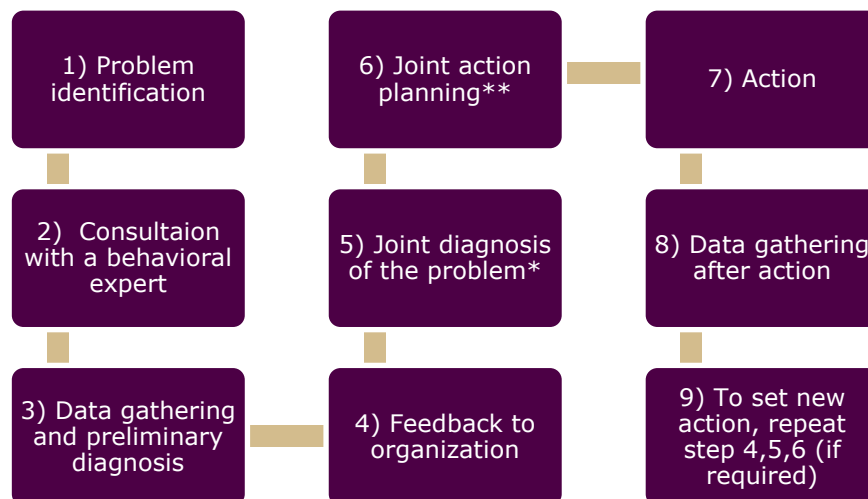 1) Problem
identification
2)  Consultaion
with a behavioral
expert
3) Data gathering
and preliminary
diagnosis
4) Feedback to
organization
5) Joint diagnosis
of the problem*
6) Joint action
planning**
7) Action
8) Data gathering
after action
9) To set new
action, repeat
step 4,5,6 (if
required)